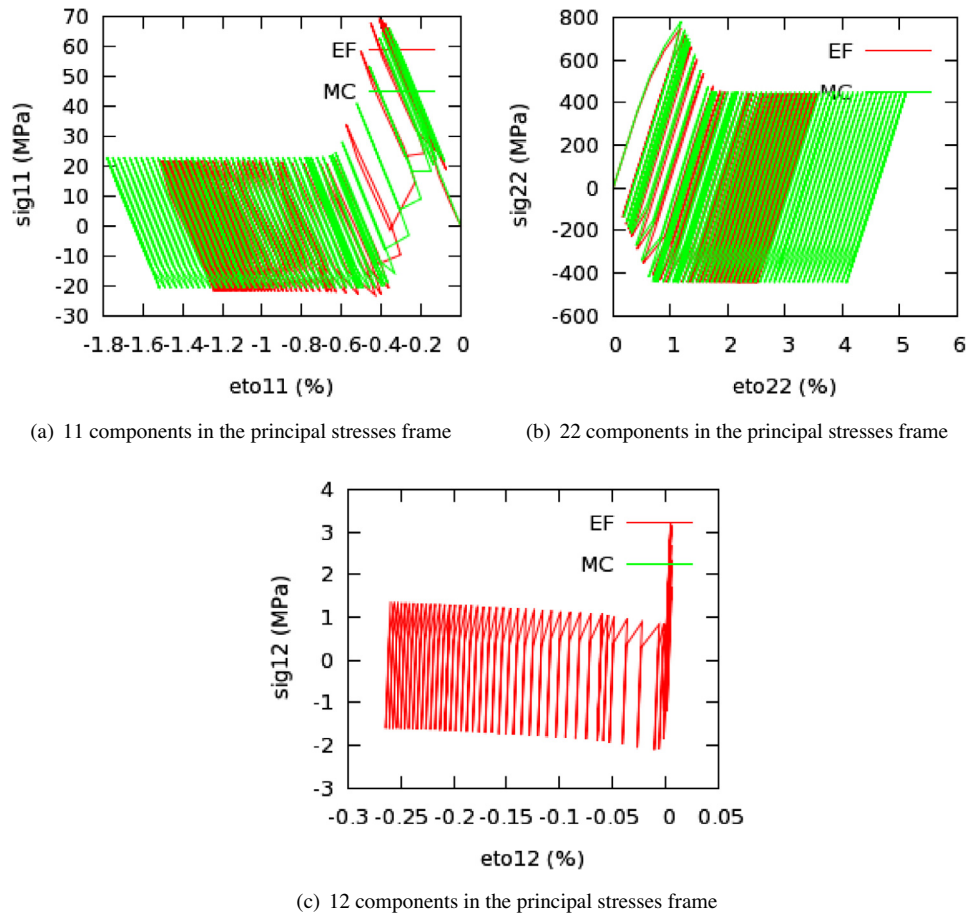 70
60
50
40
30
20
10
0
-10
-20
-30
sig11 (MPa)
EF
MC
-1.8-1.6-1.4-1.2 -1 -0.8-0.6-0.4-0.2 0
eto11 (%)
(a) 11 components in the principal stresses frame
800
600
400
200
0
-200
-400
-600
sig22 (MPa)
EF
MC
0 1 2 3 4 5 6
eto22 (%)
(b) 22 components in the principal stresses frame
4
3
2
1
0
-1
-2
-3
sig12 (MPa)
EF
MC
-0.3 -0.25 -0.2 -0.15 -0.1 -0.05 0 0.05
eto12 (%)
(c) 12 components in the principal stresses frame